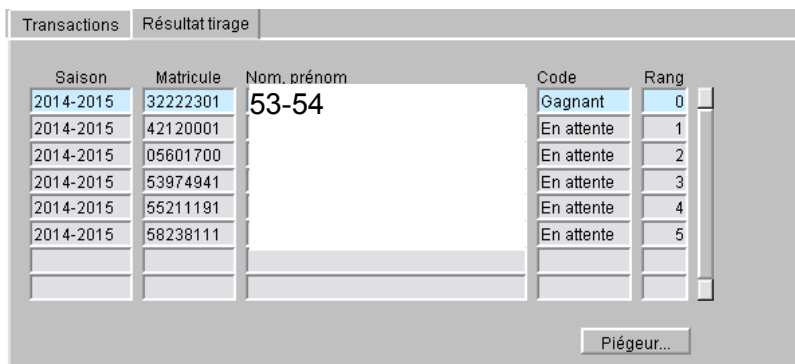 Transactions Résultat tirage
Saison Matricule Nom, prénom Code Rang
2014-2015 32222301 53-54 Gagnant 0
2014-2015 42120001 En attente 1
2014-2015 05601700 En attente 2
2014-2015 53974941 En attente 3
2014-2015 55211191 En attente 4
2014-2015 58238111 En attente 5
Piégeur...